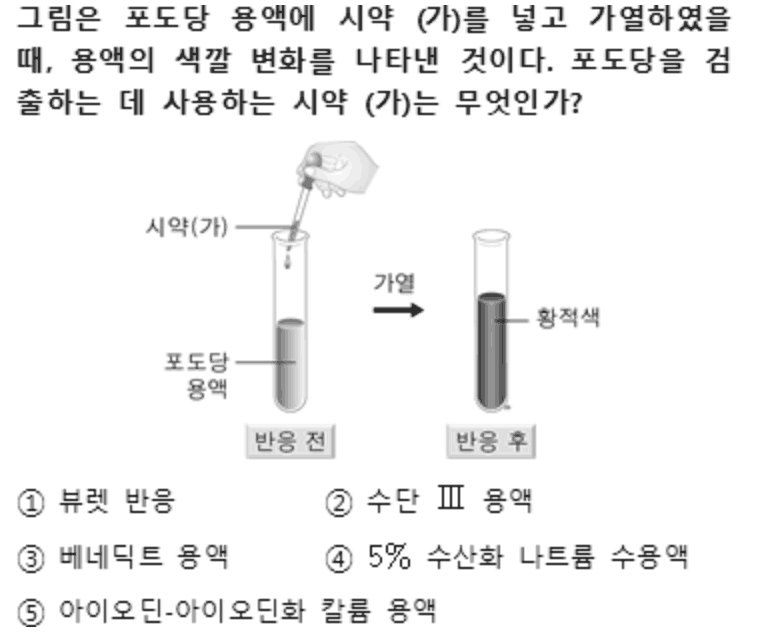 그림은 포도당 용액에 시약 (가)를 넣고 가열하였을
때, 용액의 색깔 변화를 나타낸 것이다. 포도당을 검
출하는 데 사용하는 시약 (가)는 무엇인가?
시약(가)
가열
황적색
포도당
용액
반응 전
반응 후
① 뷰렛 반응 ② 수단 Ⅲ 용액
③ 베네딕트 용액 ④ 5% 수산화 나트륨 수용액
⑤ 아이오딘-아이오딘화 칼륨 용액